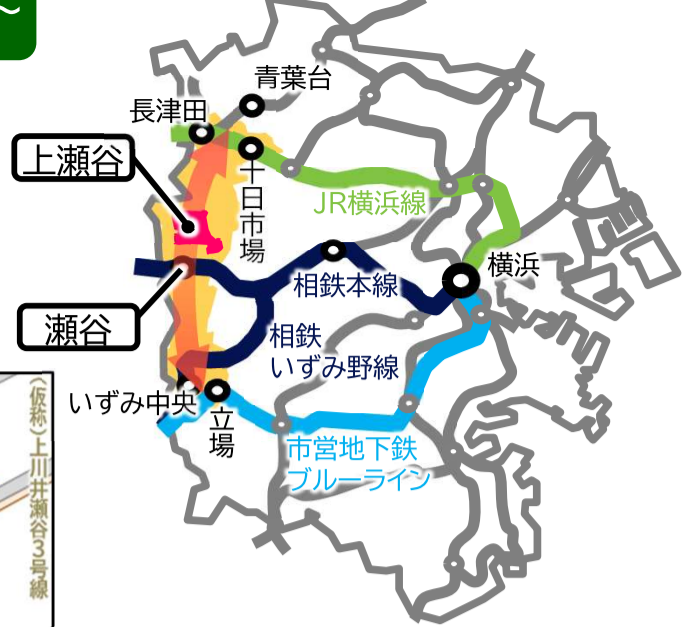 ～
青葉台
長津田
上瀬谷
十日市場
JR横浜線
横浜
相鉄本線
瀬谷
相鉄
いずみ野線
いずみ中央
立場
市営地下鉄
ブルーライン
（仮称）上川井瀬谷3号線